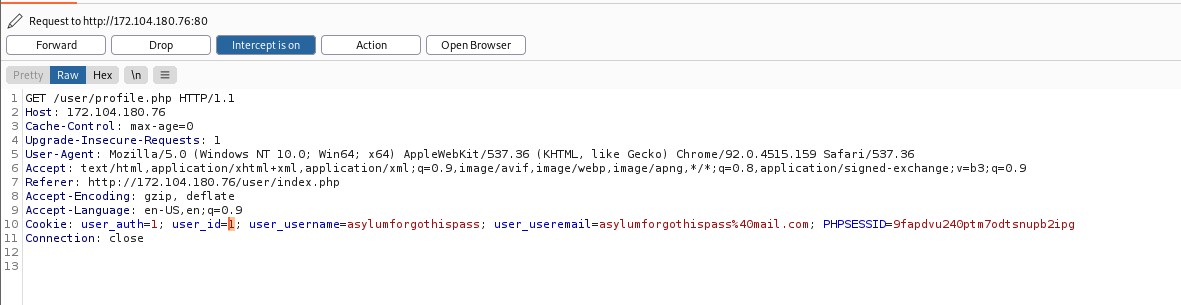 Request to http://172.104.180.76:80
Forward Drop Intercept is on Action Open Browser
Pretty Raw Hex \n
1 GET /user/profile.php HTTP/1.1
2 Host: 172.104.180.76
3 Cache-Control: max-age=0
4 Upgrade-Insecure-Requests: 1
5 User-Agent: Mozilla/5.0 (Windows NT 10.0; Win64; x64) AppleWebKit/537.36 (KHTML, like Gecko) Chrome/92.0.4515.159 Safari/537.36
6 Accept: text/html,application/xhtml+xml,application/xml;q=0.9,image/avif,image/webp,image/apng,*/*;q=0.8,application/signed-exchange;v=b3;q=0.9
7 Referer: http://172.104.180.76/user/index.php
8 Accept-Encoding: gzip, deflate
9 Accept-Language: en-US,en;q=0.9
10 Cookie: user_auth=1; user_id=1; user_username=asylumforgothispass; user_useremail=asylumforgothispass%40mail.com; PHPSESSID=9fapdvu240ptm7odtsnupb2ipg
11 Connection: close
12
13